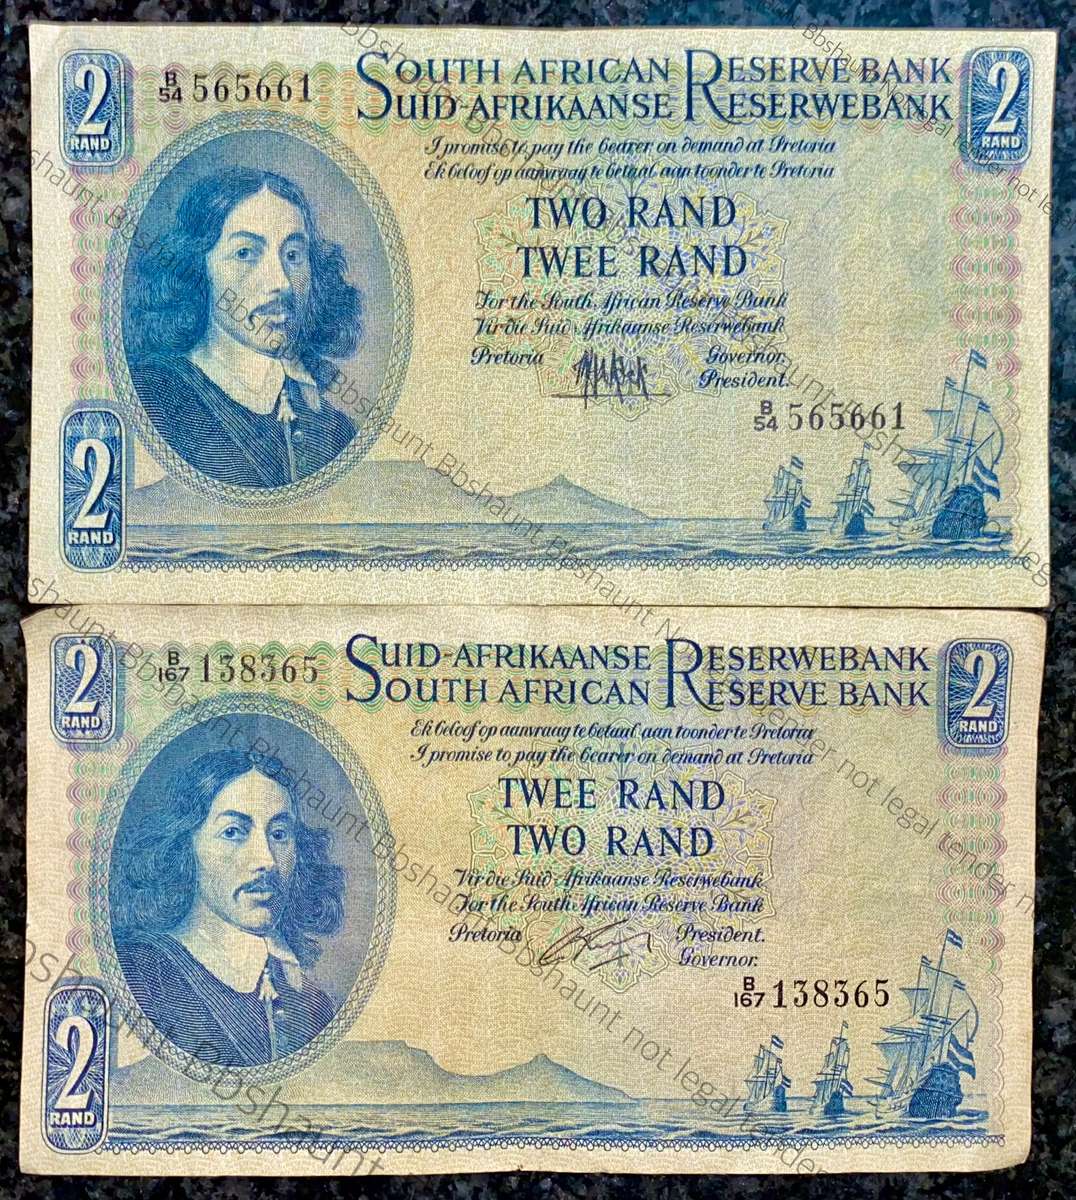 2
RAND
B/54 565661
SOUTH AFRICAN RESERVE BANK
SUID-AFRIKAANSE RESERWEBANK
2
RAND
I promise to pay the bearer on demand at Pretoria
Ek beloof op aanvraag te betaal aan toonder te Pretoria
TWO RAND
TWEE RAND
For the South African Reserve Bank
Vir die Suid Afrikaanse Reserwebank
Pretoria
Governor.
President.
B/54 565661
2
RAND
2
RAND
B/167 138365
SUID-AFRIKAANSE RESERWEBANK
SOUTH AFRICAN RESERVE BANK
2
RAND
Ek beloof op aanvraag te betaal aan toonder te Pretoria
I promise to pay the bearer on demand at Pretoria
TWEE RAND
TWO RAND
Vir die Suid-Afrikaanse Reserwebank
For the South African Reserve Bank
Pretoria
President.
Governor.
B/167 138365
2
RAND
Bbshaunt Not legal tender